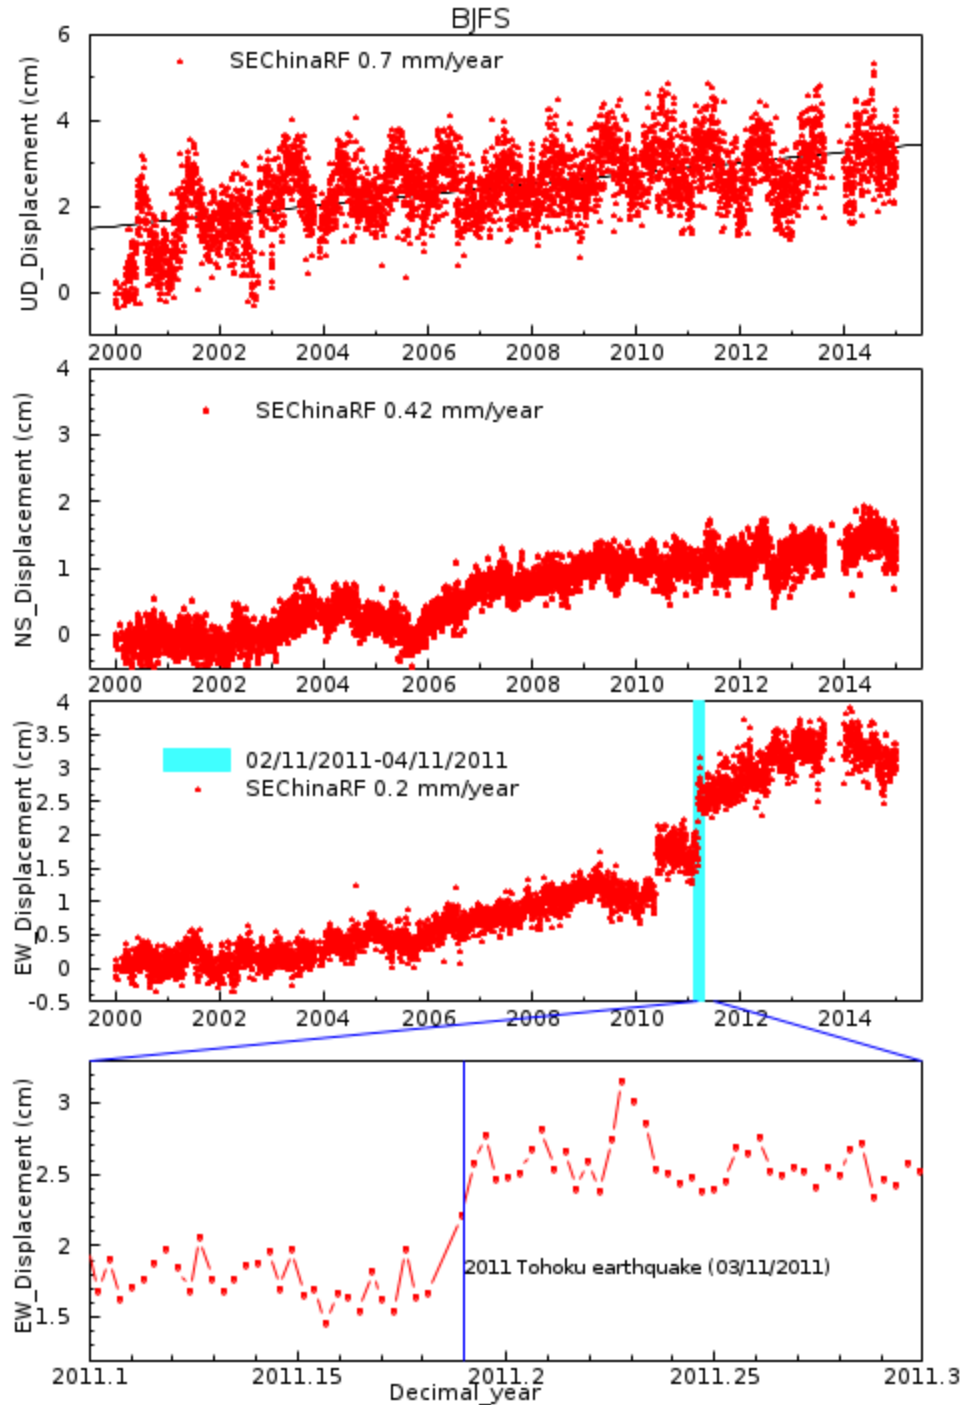 BJFS
UD_Displacement (cm)
6
4
2
0
SEChinaRF 0.7 mm/year
2000 2002 2004 2006 2008 2010 2012 2014
NS_Displacement (cm)
4
3
2
1
0
SEChinaRF 0.42 mm/year
2000 2002 2004 2006 2008 2010 2012 2014
EW_Displacement (cm)
4
3.5
3
2.5
2
1.5
1
0.5
0
-0.5
02/11/2011-04/11/2011
SEChinaRF 0.2 mm/year
2000 2002 2004 2006 2008 2010 2012 2014
EW_Displacement (cm)
3
2.5
2
1.5
2011 Tohoku earthquake (03/11/2011)
2011.1 2011.15 2011.2 2011.25 2011.3
Decimal_year